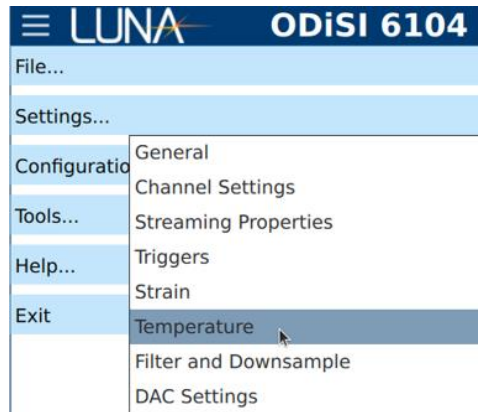 LUNA ODiSI 6104
File...
Settings...
General
Configuratio
Channel Settings
Tools...
Streaming Properties
Triggers
Help...
Strain
Exit
Temperature
Filter and Downsample
DAC Settings